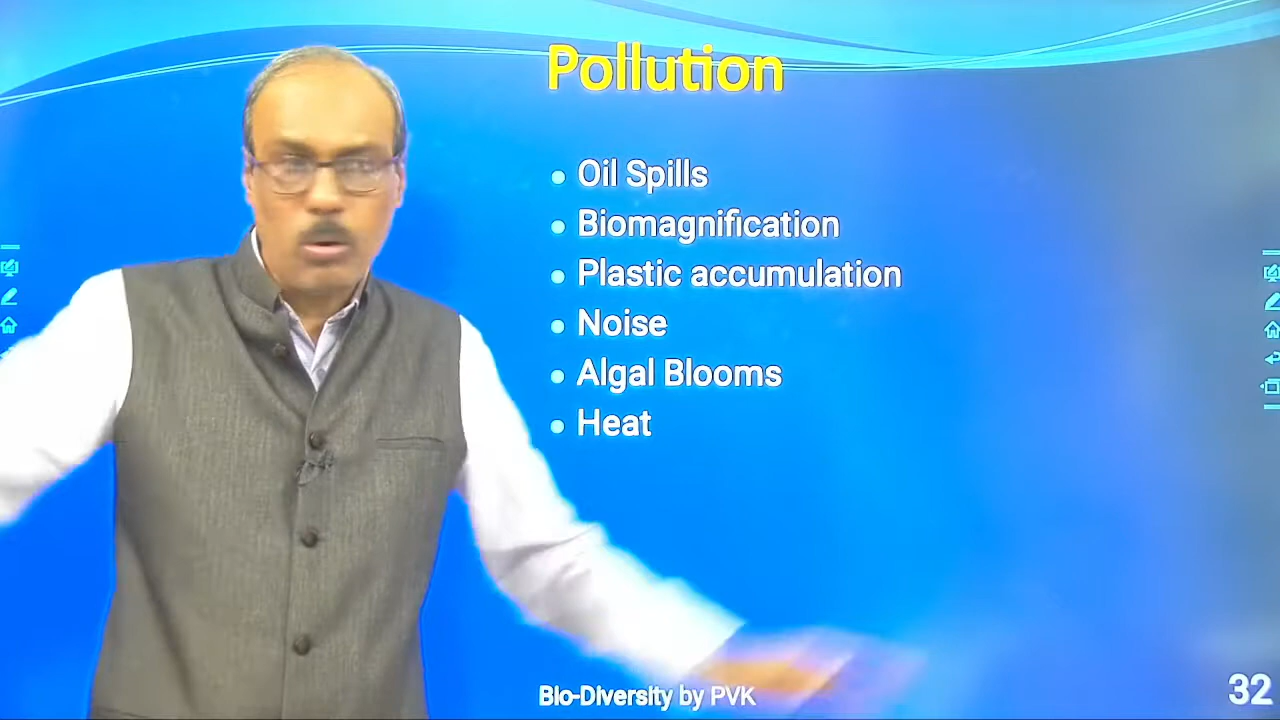 Pollution
Oil Spills
Biomagnification
Plastic accumulation
Noise
Algal Blooms
Heat
Bio-Diversity by PVK
32